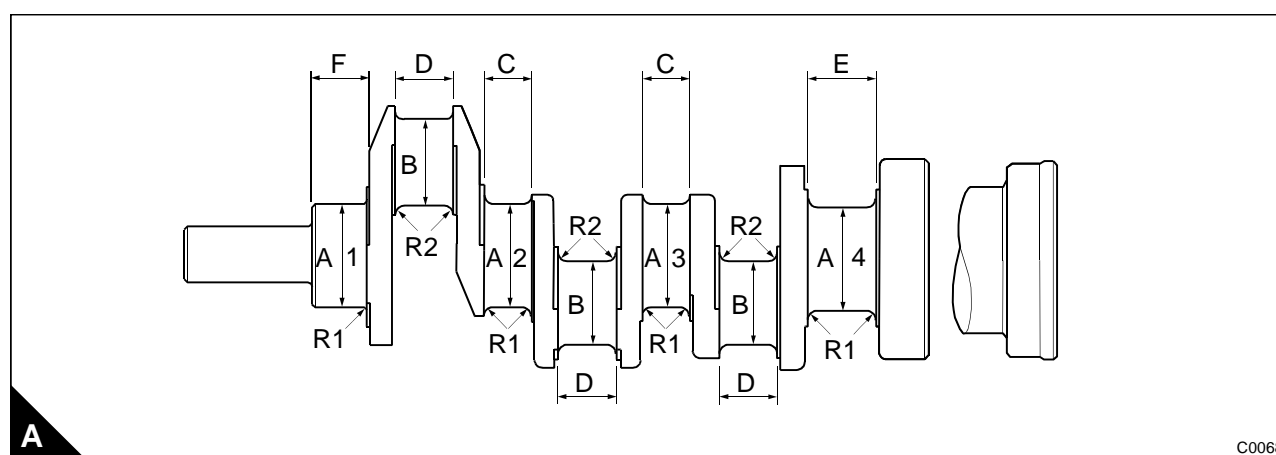 F D C C E
B
R2 R2 R2
A 1 A 2 A 3 A 4
B B
R1 R1 R1 R1
D D
A